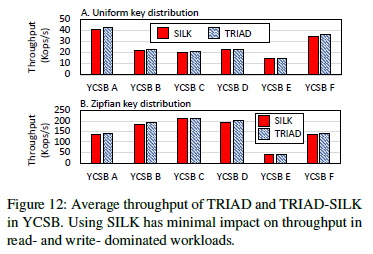 A. Uniform key distribution
Throughput
(Kops/s)
50
40
30
20
10
0
SILK
TRIAD
YCSB A YCSB B YCSB C YCSB D YCSB E YCSB F
B. Zipfian key distribution
Throughput
(Kops/s)
250
200
150
100
50
0
SILK
TRIAD
YCSB A YCSB B YCSB C YCSB D YCSB E YCSB F
Figure 12: Average throughput of TRIAD and TRIAD-SILK
in YCSB. Using SILK has minimal impact on throughput in
read- and write- dominated workloads.